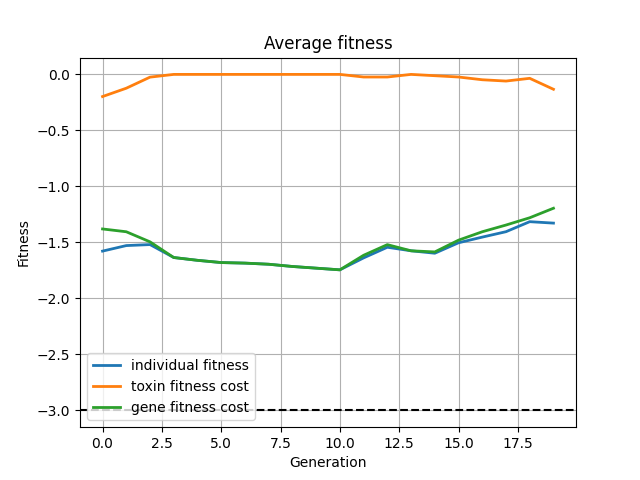 Average fitness
0.0
−0.5
−1.0
−1.5
−2.0
−2.5
−3.0
Fitness
individual fitness
toxin fitness cost
gene fitness cost
0.0 2.5 5.0 7.5 10.0 12.5 15.0 17.5
Generation